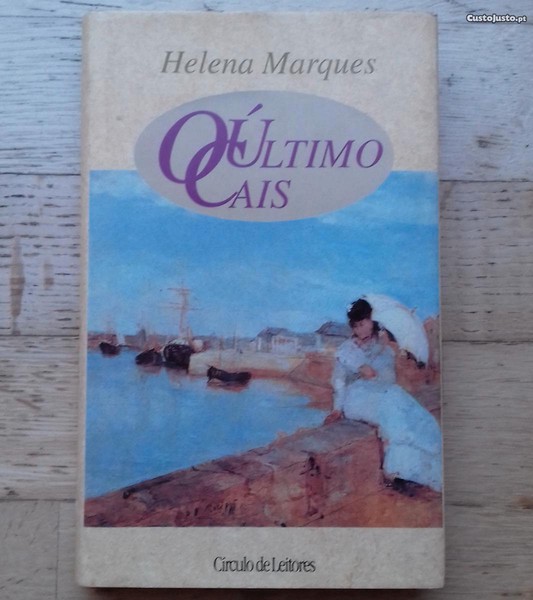 CustoJusto.pt
Helena Marques
O ÚLTIMO
CAIS
Círculo de Leitores